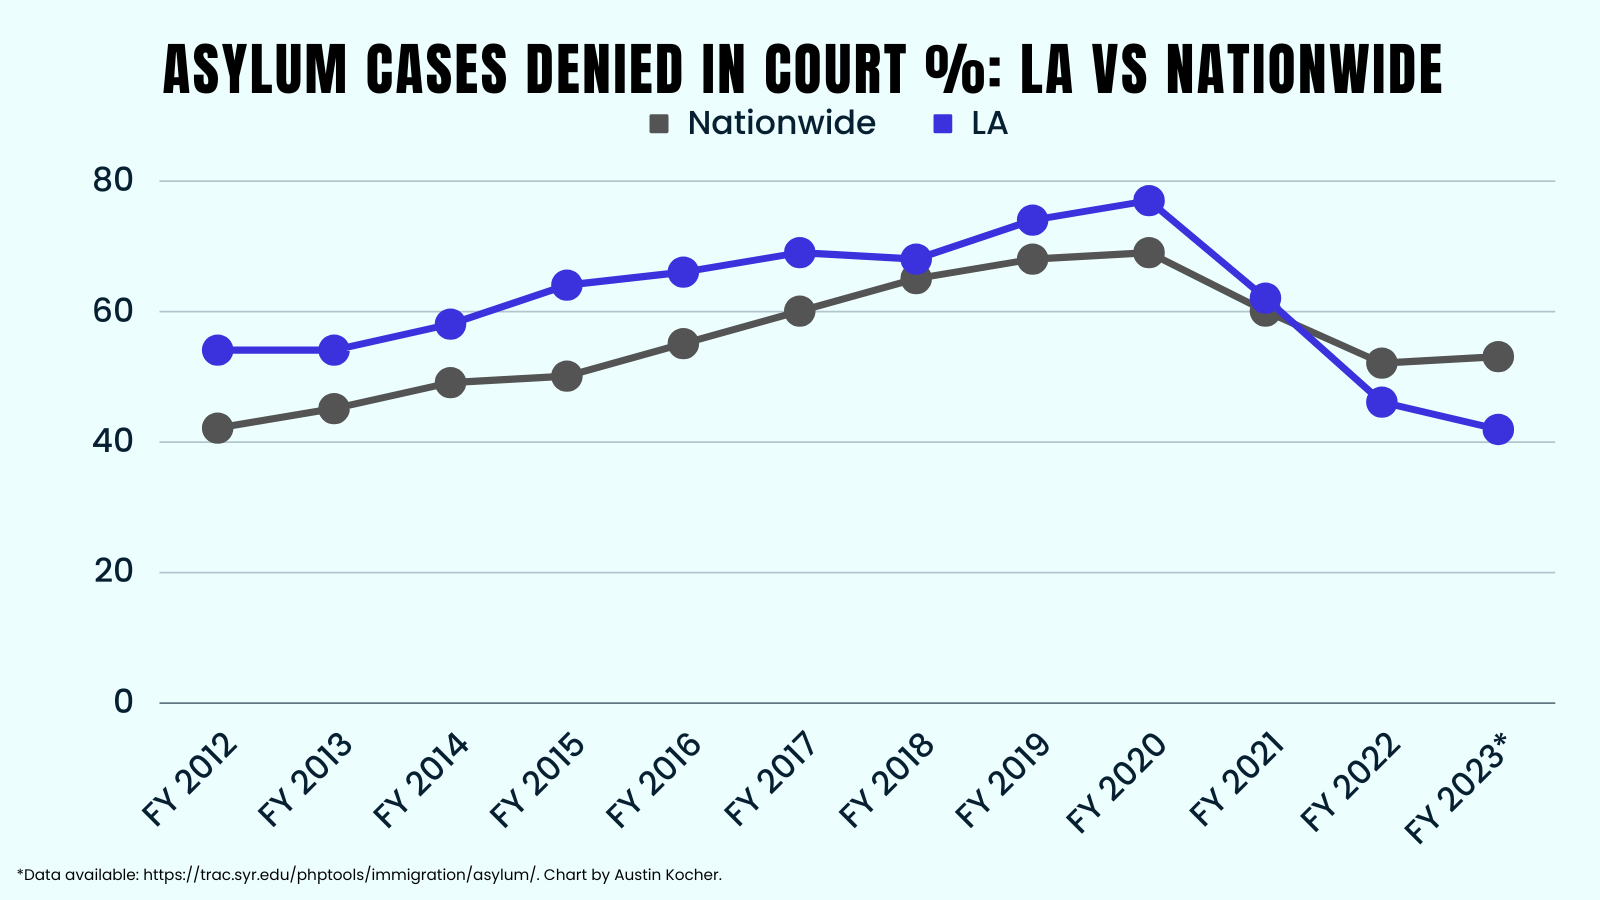 ASYLUM CASES DENIED IN COURT %: LA VS NATIONWIDE
Nationwide LA
80
60
40
20
0
FY 2012 FY 2013 FY 2014 FY 2015 FY 2016 FY 2017 FY 2018 FY 2019 FY 2020 FY 2021 FY 2022 FY 2023*
*Data available: https://trac.syr.edu/phptools/immigration/asylum/. Chart by Austin Kocher.